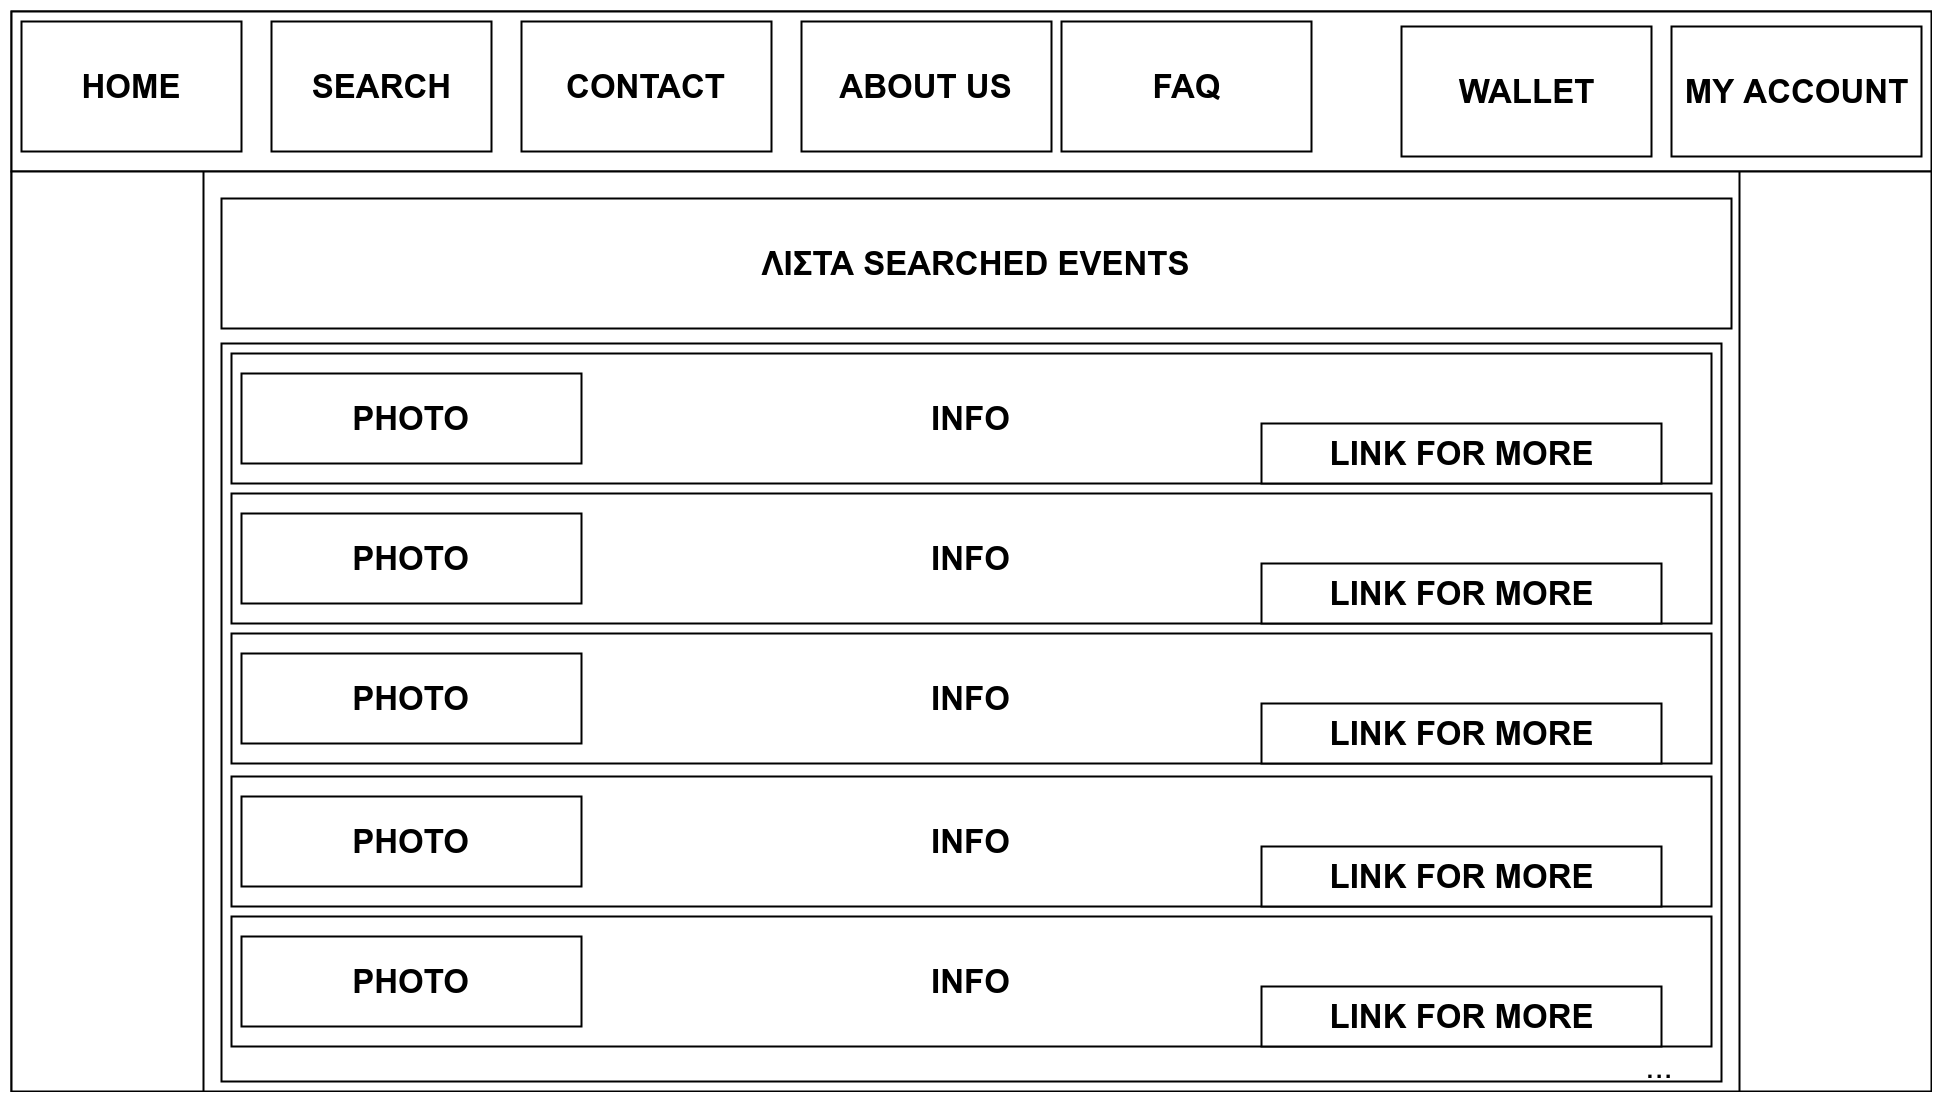 HOME
SEARCH
CONTACT
ABOUT US
FAQ
WALLET
MY ACCOUNT
ΛΙΣΤΑ SEARCHED EVENTS
PHOTO
INFO
LINK FOR MORE
PHOTO
INFO
LINK FOR MORE
PHOTO
INFO
LINK FOR MORE
PHOTO
INFO
LINK FOR MORE
PHOTO
INFO
LINK FOR MORE
...